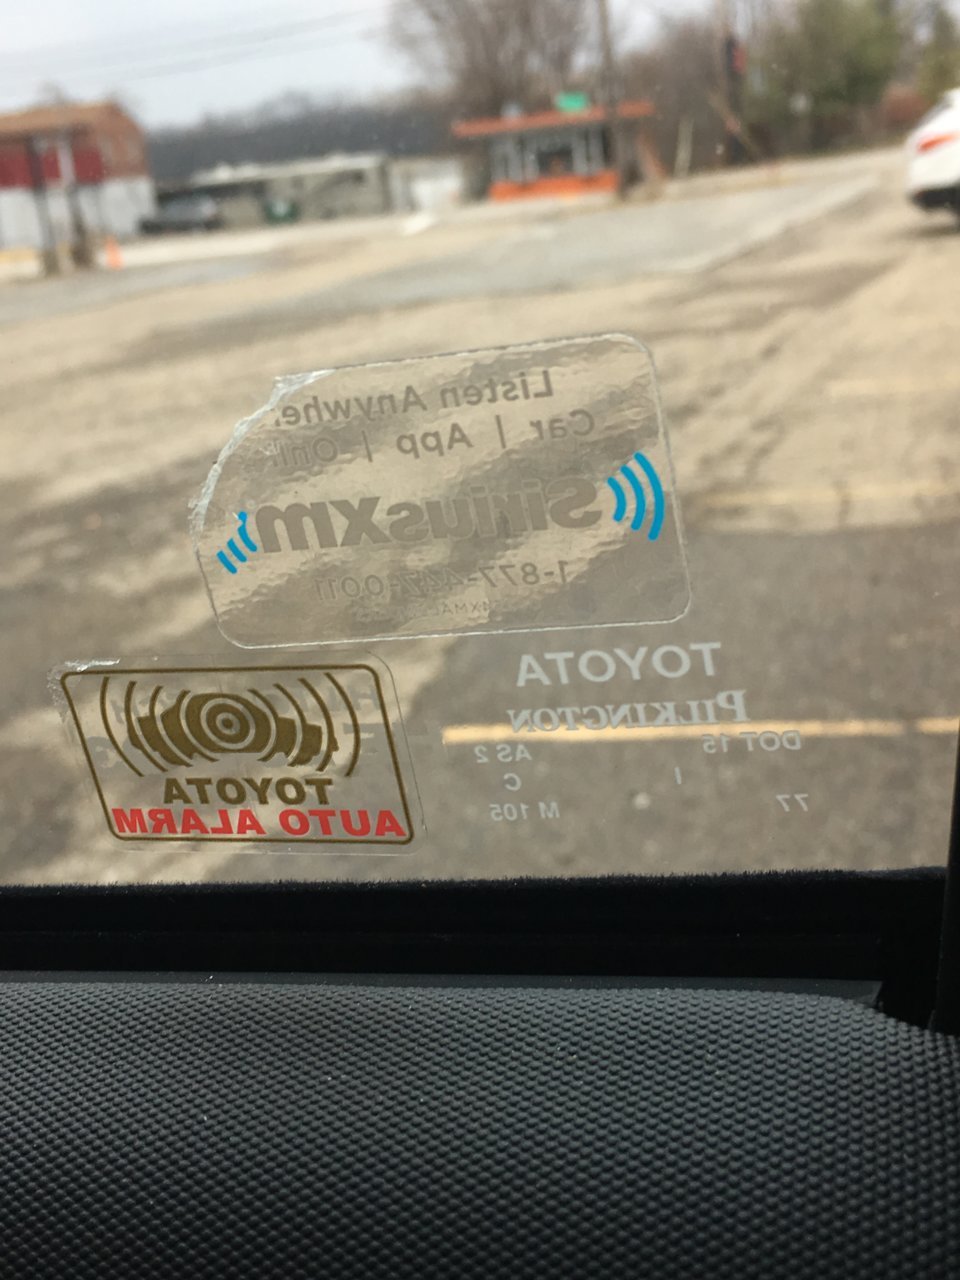 Listen Anywhe
Car | App | Onli
SiriusXM
1-877-447-0011
TOYOTA
PILKINGTON
DOT 15 AS 2
I C
77 M 105
TOYOTA
AUTO ALARM